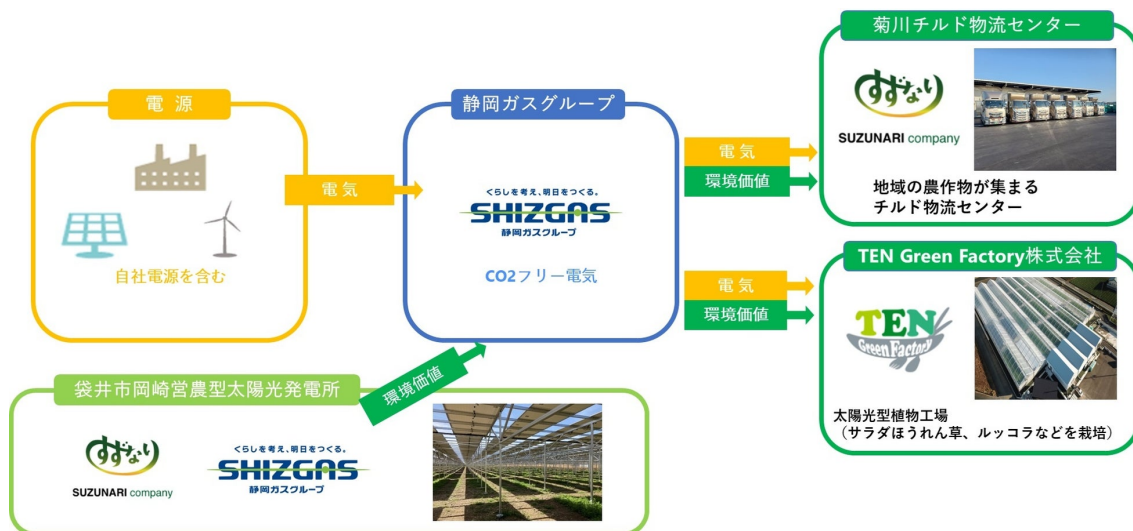 電 源
自社電源を含む
電 気
静岡ガスグループ
くらしを考え、明日をつくる。
SHIZGAS
静岡ガスグループ
CO2フリー電気
袋井市岡崎営農型太陽光発電所
すずなり
SUZUNARI company
くらしを考え、明日をつくる。
SHIZGAS
静岡ガスグループ
環境価値
電 気
環境価値
菊川チルド物流センター
すずなり
SUZUNARI company
地域の農作物が集まる
チルド物流センター
電 気
環境価値
TEN Green Factory株式会社
TEN
Green Factory
太陽光型植物工場
（サラダほうれん草、ルッコラなどを栽培）